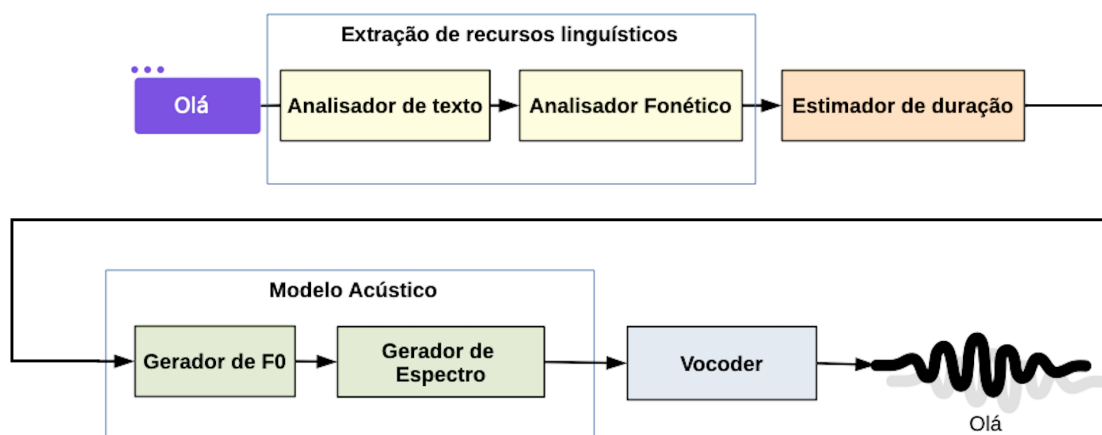 Extração de recursos linguísticos
Olá
Analisador de texto
Analisador Fonético
Estimador de duração
Modelo Acústico
Gerador de F0
Gerador de
Espectro
Vocoder
Olá